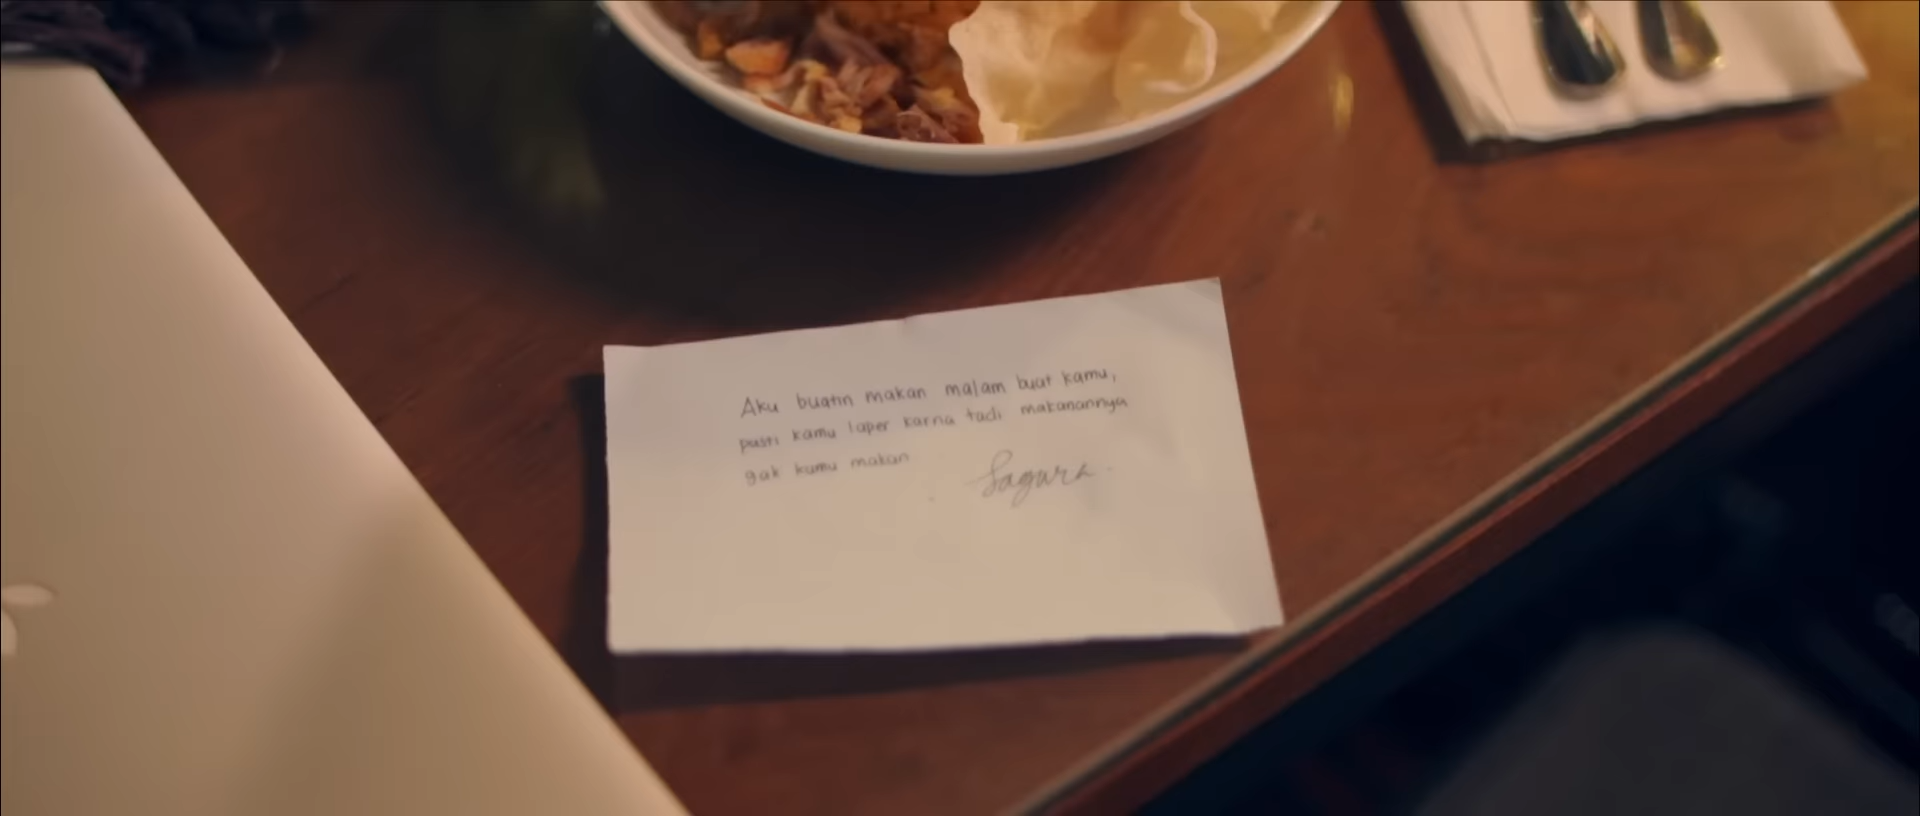 Aku buatin makan malam buat kamu,
pasti kamu laper karna tadi makanannya
gak kamu makan
Sagara